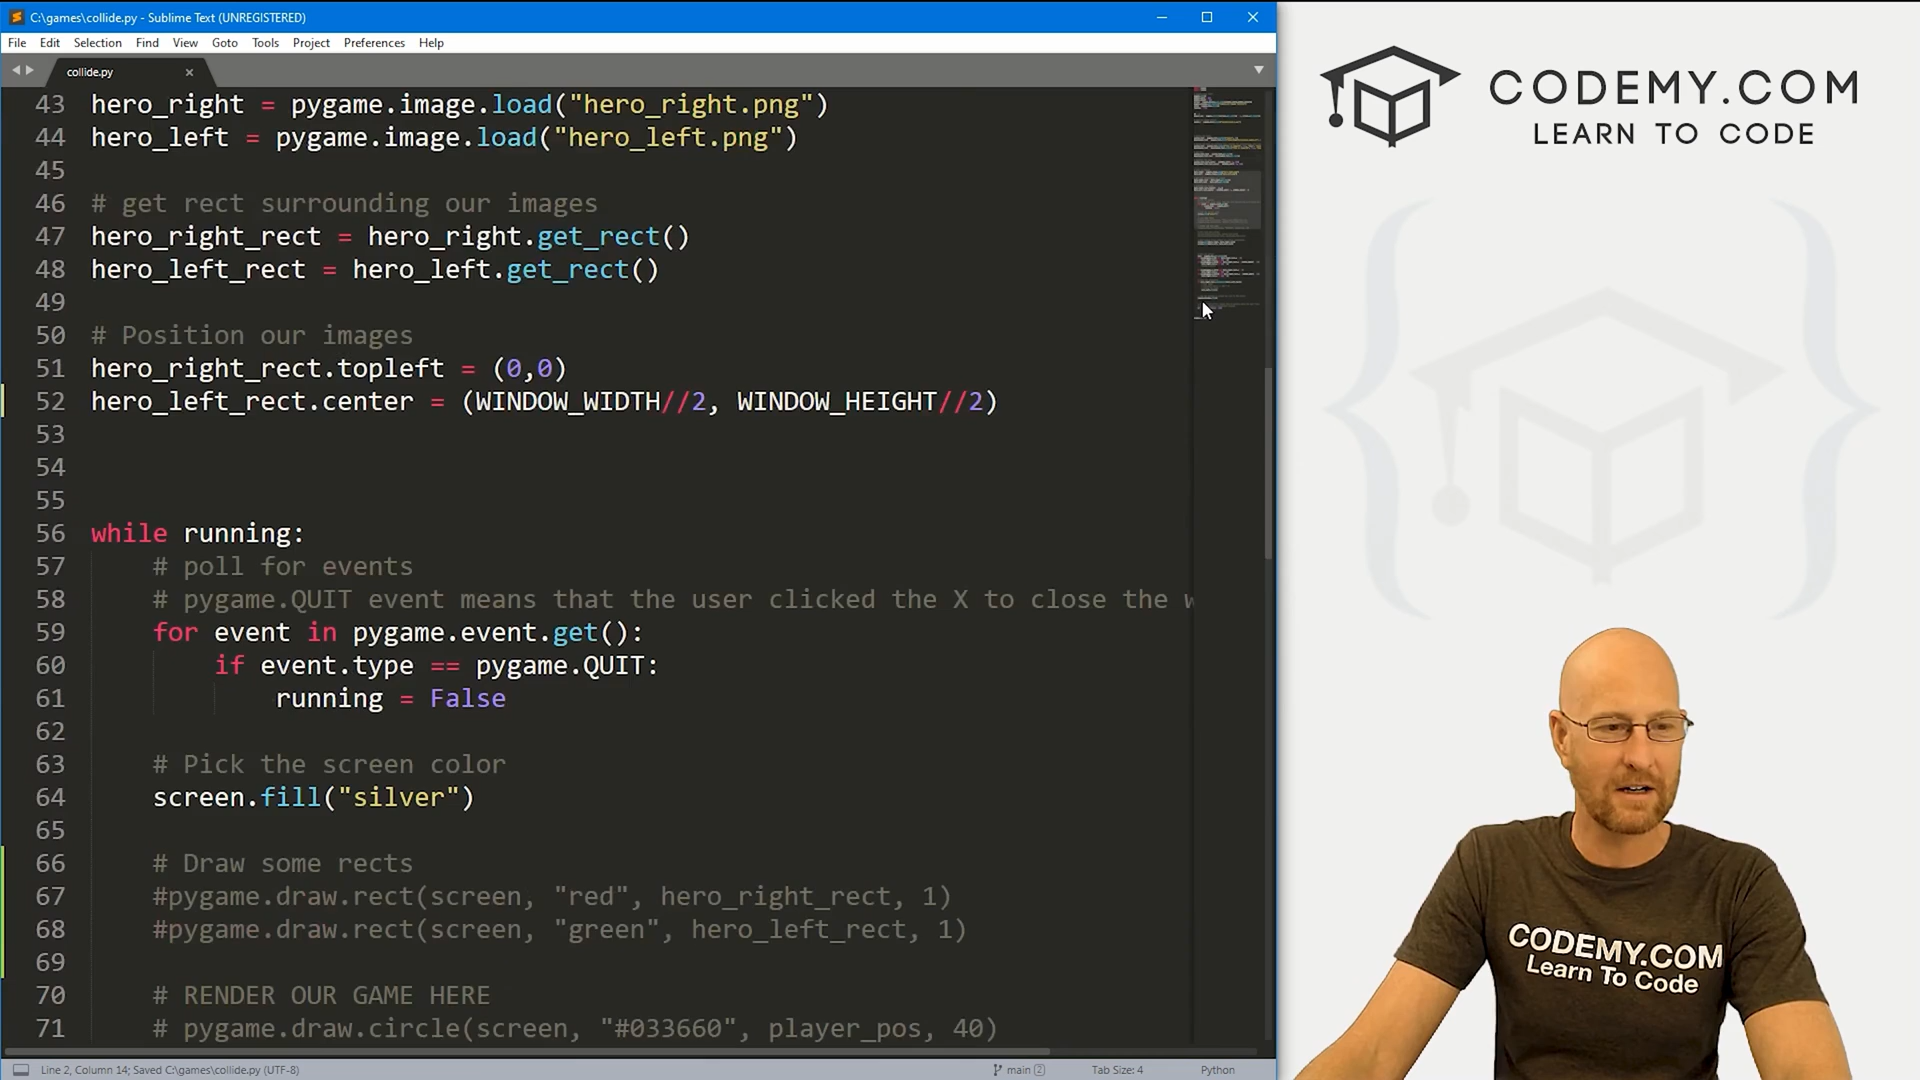 C:\games\collide.py - Sublime Text (UNREGISTERED)
File Edit Selection Find View Goto Tools Project Preferences Help
collide.py
43 hero_right = pygame.image.load("hero_right.png")
44 hero_left = pygame.image.load("hero_left.png")
45
46 # get rect surrounding our images
47 hero_right_rect = hero_right.get_rect()
48 hero_left_rect = hero_left.get_rect()
49
50 # Position our images
51 hero_right_rect.topleft = (0,0)
52 hero_left_rect.center = (WINDOW_WIDTH//2, WINDOW_HEIGHT//2)
53
54
55
56 while running:
57 # poll for events
58 # pygame.QUIT event means that the user clicked the X to close the w
59 for event in pygame.event.get():
60 if event.type == pygame.QUIT:
61 running = False
62
63 # Pick the screen color
64 screen.fill("silver")
65
66 # Draw some rects
67 #pygame.draw.rect(screen, "red", hero_right_rect, 1)
68 #pygame.draw.rect(screen, "green", hero_left_rect, 1)
69
70 # RENDER OUR GAME HERE
71 # pygame.draw.circle(screen, "#033660", player_pos, 40)
Line 2, Column 14; Saved C:\games\collide.py (UTF-8) main 2 Tab Size: 4 Python
CODEMY.COM
LEARN TO CODE
CODEMY.COM
Learn To Code